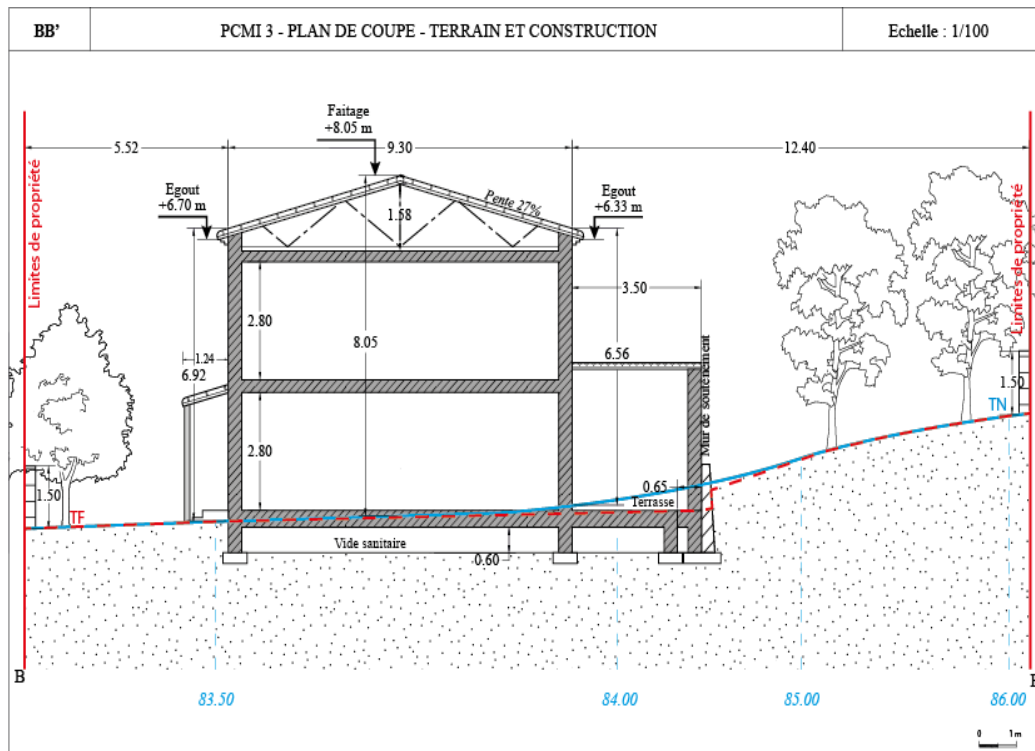 BB’
PCMI 3 - PLAN DE COUPE - TERRAIN ET CONSTRUCTION
Echelle : 1/100
Faitage
+8.05 m
5.52
9.30
12.40
Limites de propriété
Egout
+6.70 m
Pente 27%
Egout
+6.33 m
Limites de propriété
1.58
3.50
2.80
8.05
6.56
1.24
6.92
Mur de soutènement
1.50
TN
2.80
1.50
0.65
TF
Terrasse
Vide sanitaire
0.60
B
83.50
84.00
85.00
86.00
0 1m